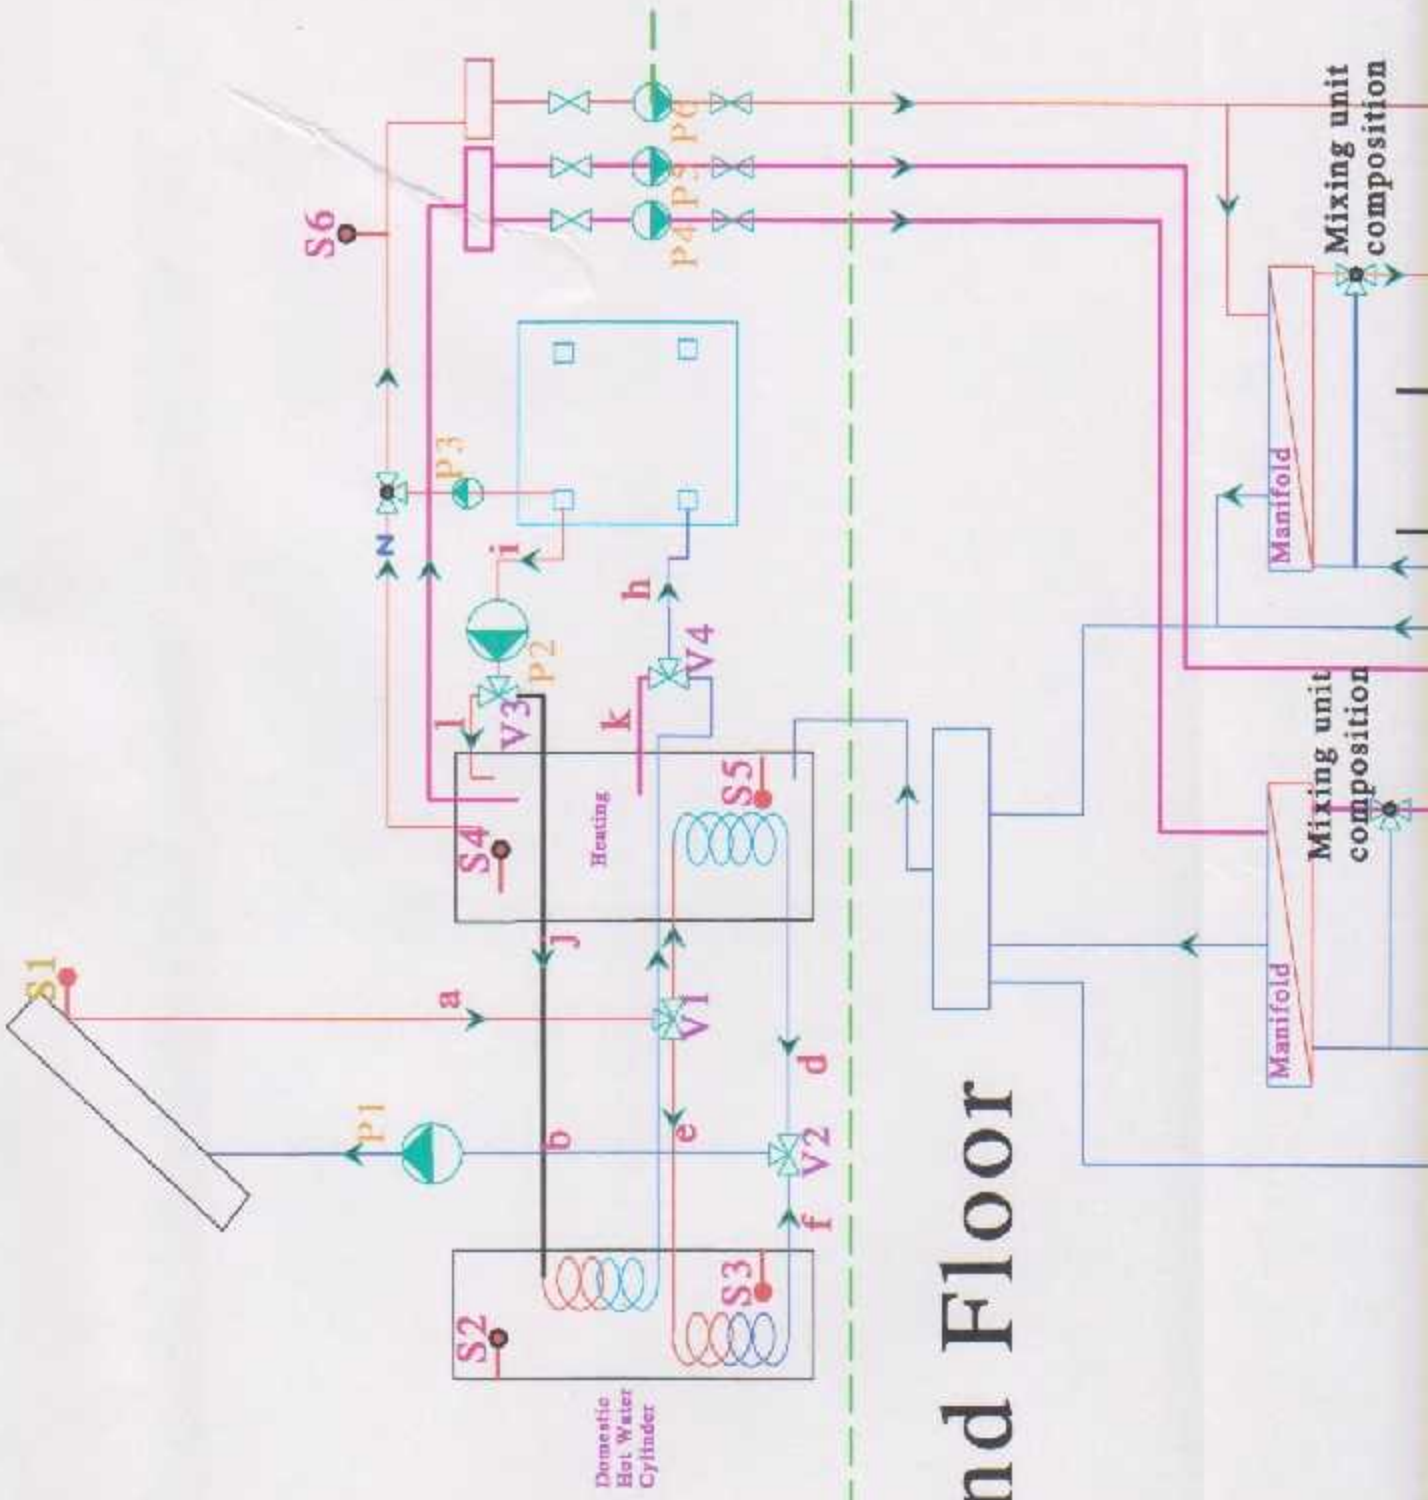 Mixing unit
composition
P6
P5
P4
S6
P3
N
i
h
P2
V4
l
V3
k
Manifold
S5
S4
Heating
Mixing unit
composition
S1
a
j
V1
d
P1
b
e
V2
f
Manifold
S3
S2
Domestic
Hot Water
Cylinder
nd Floor